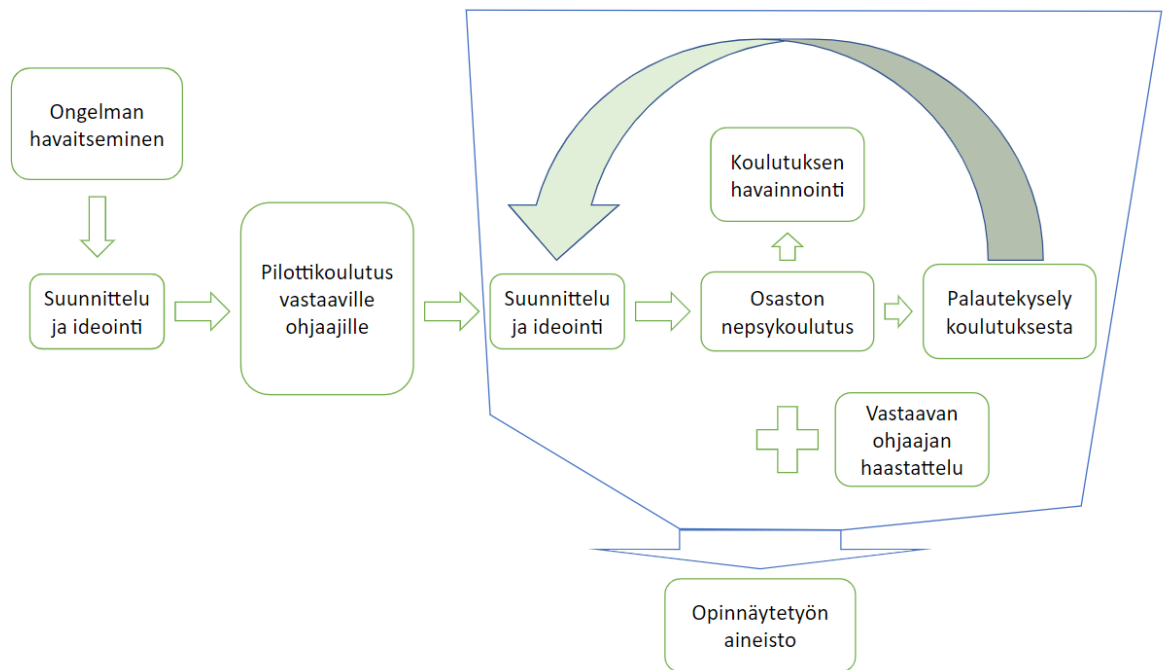 Ongelman
havaitseminen
Suunnittelu
ja ideointi
Pilottikoulutus
vastaaville
ohjaajille
Suunnittelu
ja ideointi
Koulutuksen
havainnointi
Osaston
nepsykoulutus
Palautekysely
koulutuksesta
Vastaavan
ohjaajan
haastattelu
Opinnäytetyön
aineisto